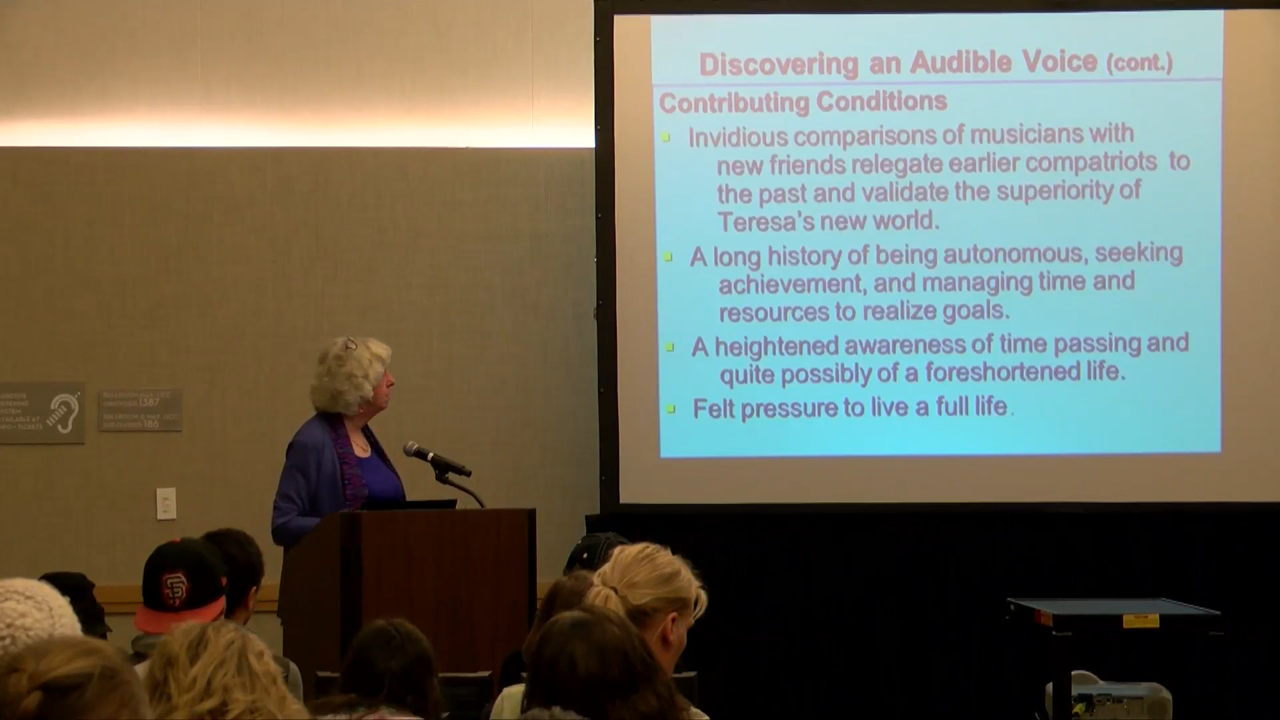 Discovering an Audible Voice (cont.)
Contributing Conditions
Invidious comparisons of musicians with
new friends relegate earlier compatriots to
the past and validate the superiority of
Teresa's new world.
A long history of being autonomous, seeking
achievement, and managing time and
resources to realize goals.
A heightened awareness of time passing and
quite possibly of a foreshortened life.
Felt pressure to live a full life.
SF